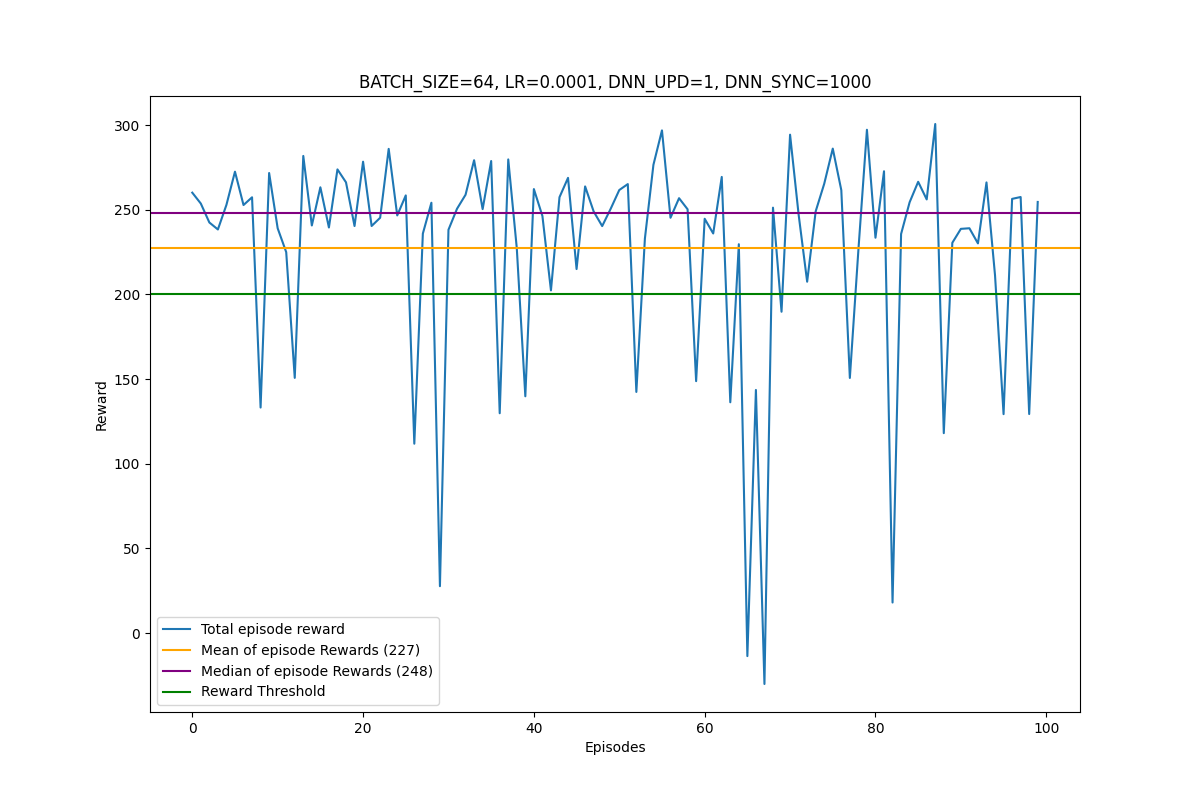 BATCH_SIZE=64, LR=0.0001, DNN_UPD=1, DNN_SYNC=1000
300
250
200
150
100
50
0
Reward
Total episode reward
Mean of episode Rewards (227)
Median of episode Rewards (248)
Reward Threshold
0 20 40 60 80 100
Episodes